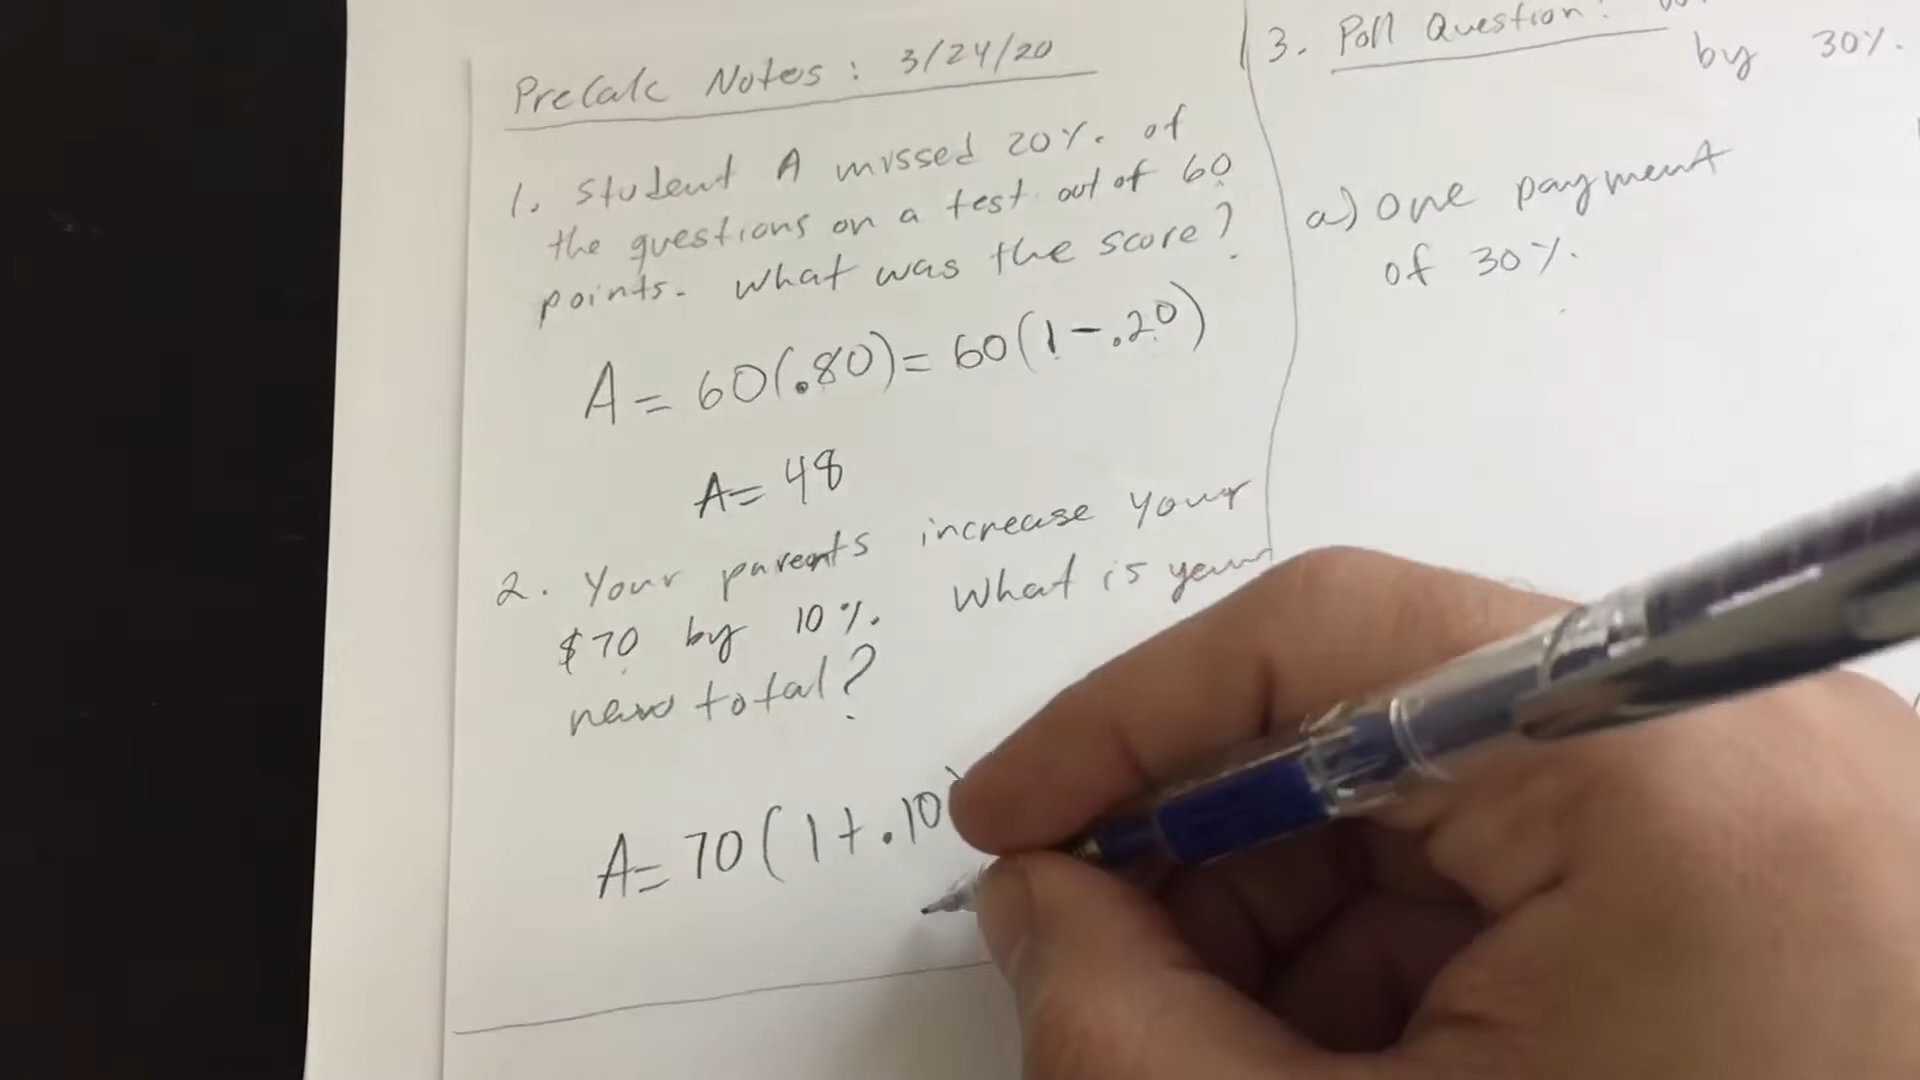 PreCalc Notes: 3/24/20
1. Student A missed 20% of
the questions on a test out of 60
points. What was the score?
A = 60(.80) = 60(1-.20)
A = 48
2. Your parents increase your
$70 by 10%. What is your
new total?
A = 70(1+.10)
3. Poll Question:
by 30%.
a) One payment
of 30%.